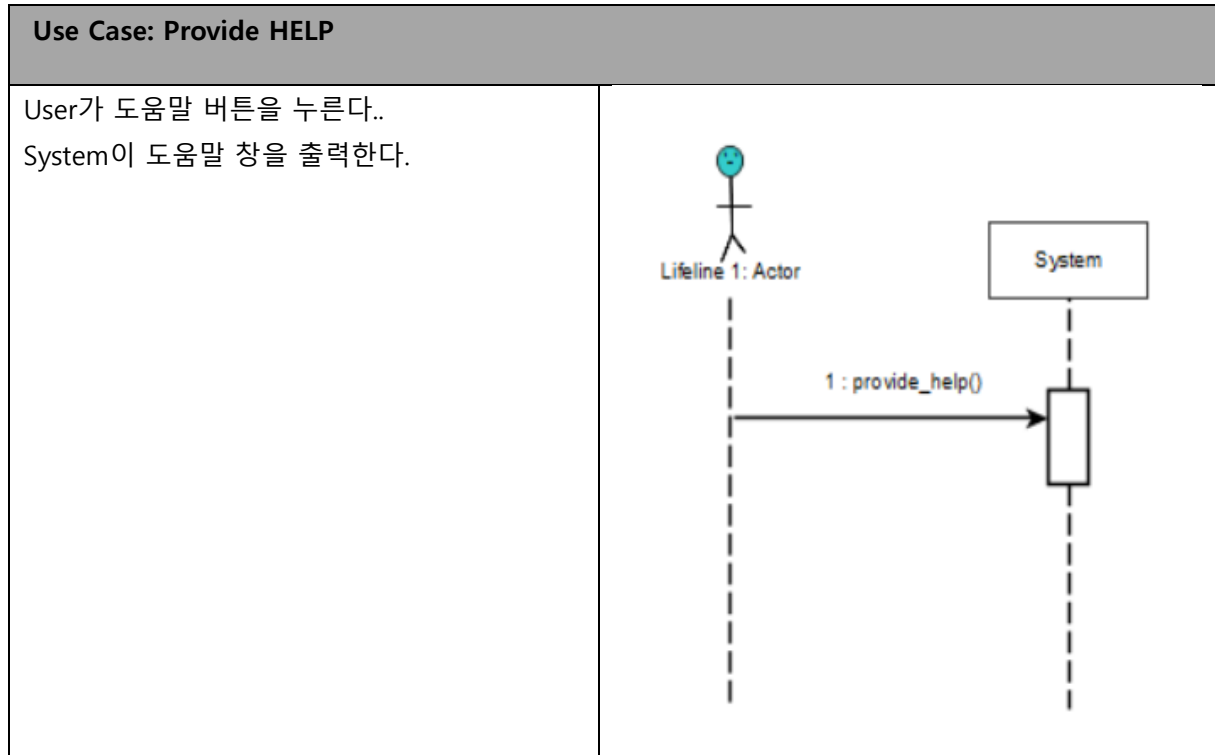 Use Case: Provide HELP
User가 도움말 버튼을 누른다..
System이 도움말 창을 출력한다.
Lifeline 1: Actor
System
1 : provide_help()